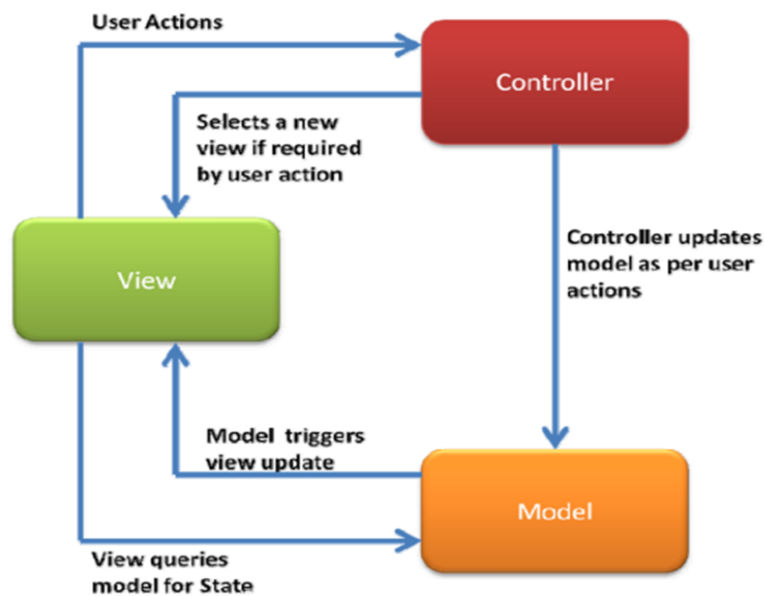 User Actions
Controller
Selects a new
view if required
by user action
Controller updates
model as per user
actions
View
Model triggers
view update
Model
View queries
model for State